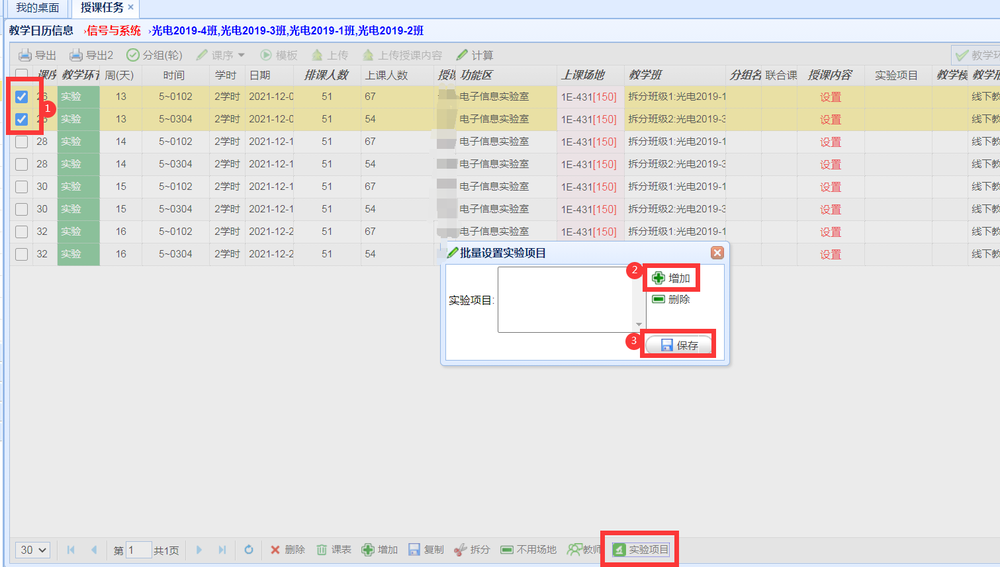 我的桌面 授课任务 ×
教学日历信息 ›信号与系统 ›光电2019-4班,光电2019-3班,光电2019-1班,光电2019-2班
导出 导出2 分组(轮) 课序 模板 上传 上传授课内容 计算 教学环
课序 教学环节 周(天) 时间 学时 日期 排课人数 上课人数 授课 功能区 上课场地 教学班 分组名 联合课 授课内容 实验项目 教学模 教学形
26 实验 13 5~0102 2学时 2021-12-0 51 67 电子信息实验室 1E-431[150] 拆分班级1:光电2019-1 设置 线下教
1
实验 13 5~0304 2学时 2021-12-0 51 54 电子信息实验室 1E-431[150] 拆分班级2:光电2019-3 设置 线下教
28 实验 14 5~0102 2学时 2021-12-1 51 67 电子信息实验室 1E-431[150] 拆分班级1:光电2019-1 设置 线下教
28 实验 14 5~0304 2学时 2021-12-1 51 54 电子信息实验室 1E-431[150] 拆分班级2:光电2019-3 设置 线下教
30 实验 15 5~0102 2学时 2021-12-1 51 67 电子信息实验室 1E-431[150] 拆分班级1:光电2019-1 设置 线下教
30 实验 15 5~0304 2学时 2021-12-1 51 54 电子信息实验室 1E-431[150] 拆分班级2:光电2019-3 设置 线下教
32 实验 16 5~0102 2学时 2021-12-2 51 67 电子信息实验室 1E-431[150] 拆分班级1:光电2019-1 设置 线下教
32 实验 16 5~0304 2学时 2021-12-2 51 54 1E-431[150] 拆分班级2:光电2019-3 设置 线下教
批量设置实验项目
2 增加
实验项目: 删除
3 保存
30 第 1 共1页 删除 课表 增加 复制 拆分 不用场地 教师 实验项目